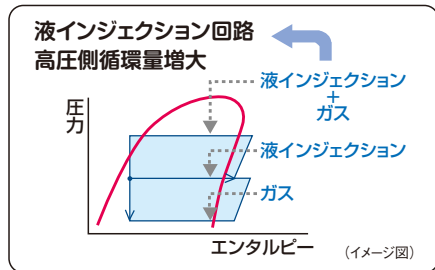 液インジェクション回路
高圧側循環量増大
液インジェクション
+
ガス
圧力
液インジェクション
ガス
エンタルピー
(イメージ図)